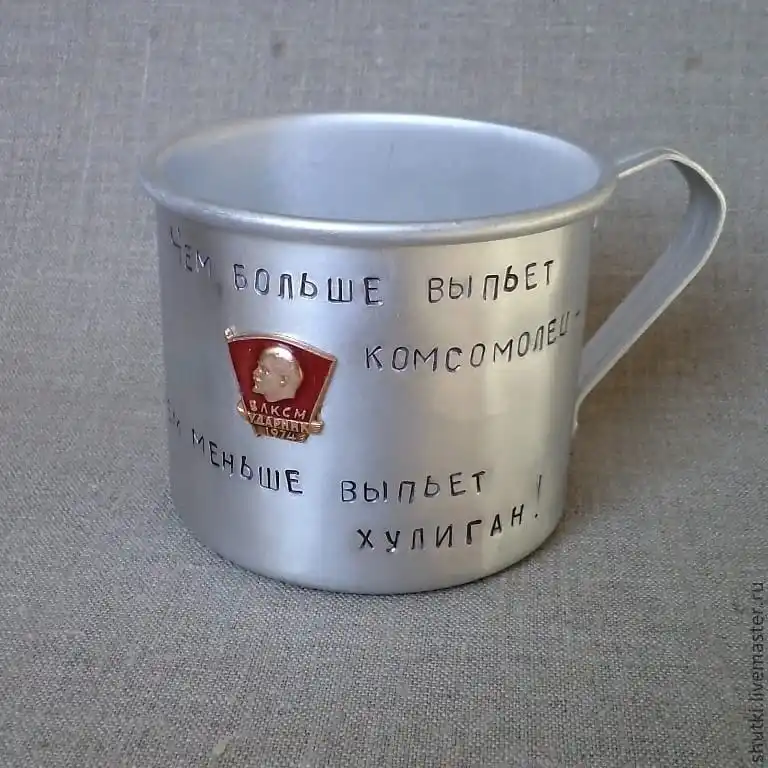 Чем больше выпьет
комсомолец-
ВЛКСМ
УДАРНИК
1974
меньше выпьет
хулиган!
shutki.livemaster.ru